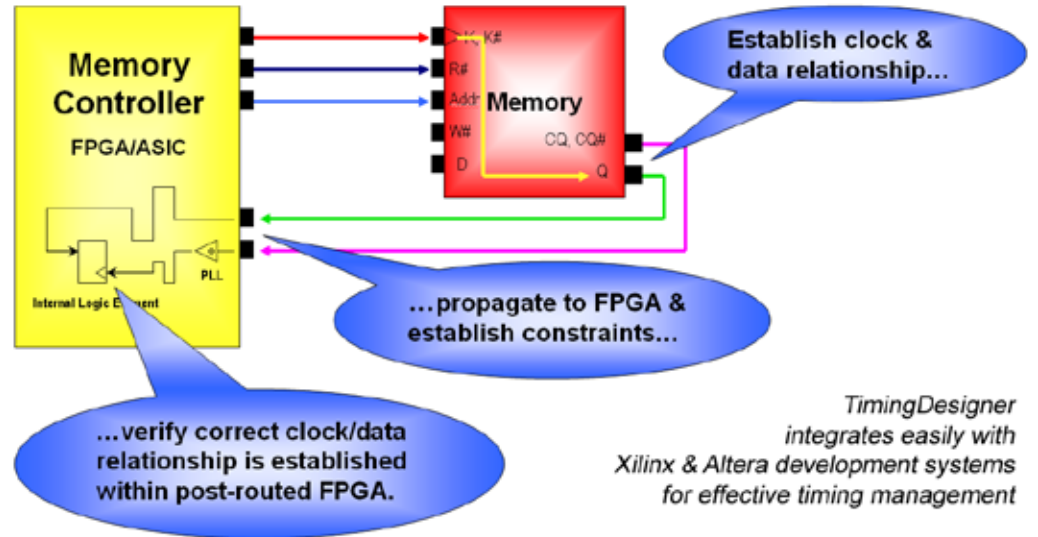 Memory
Controller
FPGA/ASIC
PLL
Internal Logic Element
K, K#
R#
Addr
W#
D
Memory
CQ, CQ#
Q
Establish clock &
data relationship…
…propagate to FPGA &
establish constraints…
…verify correct clock/data
relationship is established
within post-routed FPGA.
TimingDesigner
integrates easily with
Xilinx & Altera development systems
for effective timing management